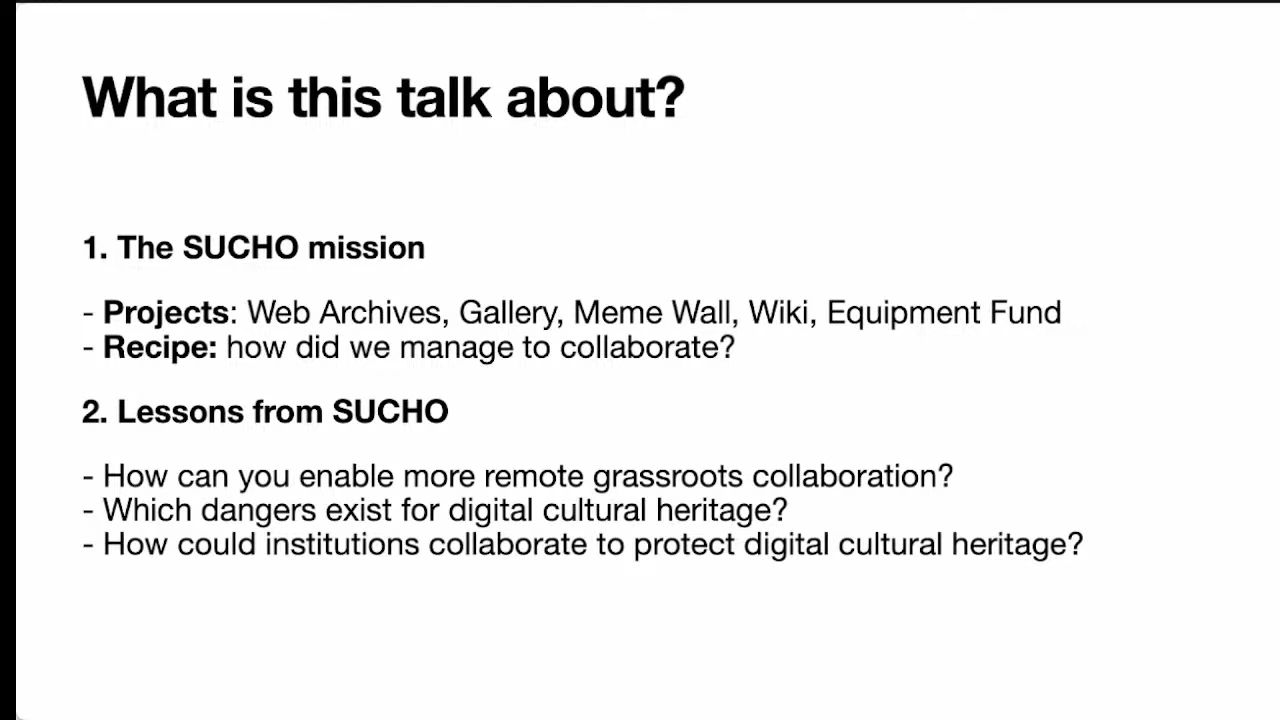 What is this talk about?
1. The SUCHO mission
- Projects: Web Archives, Gallery, Meme Wall, Wiki, Equipment Fund
- Recipe: how did we manage to collaborate?
2. Lessons from SUCHO
- How can you enable more remote grassroots collaboration?
- Which dangers exist for digital cultural heritage?
- How could institutions collaborate to protect digital cultural heritage?